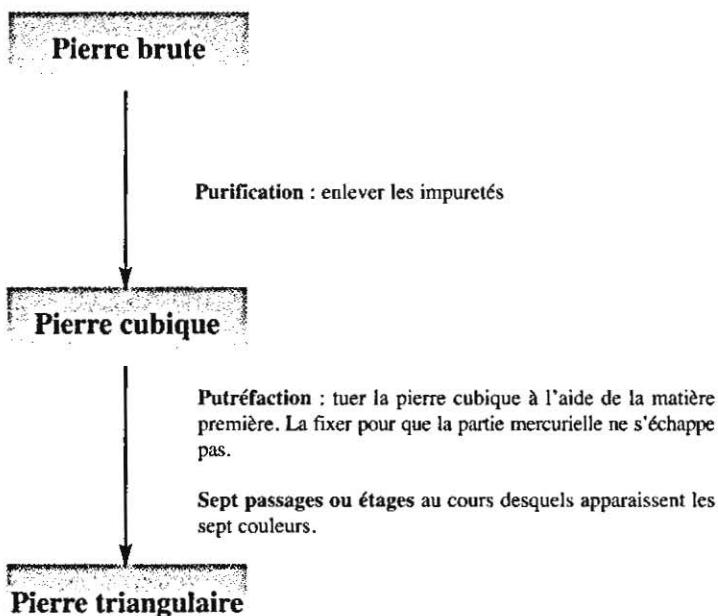 Pierre brute
Purification : enlever les impuretés
Pierre cubique
Putréfaction : tuer la pierre cubique à l'aide de la matière
première. La fixer pour que la partie mercurielle ne s'échappe
pas.
Sept passages ou étages au cours desquels apparaissent les
sept couleurs.
Pierre triangulaire